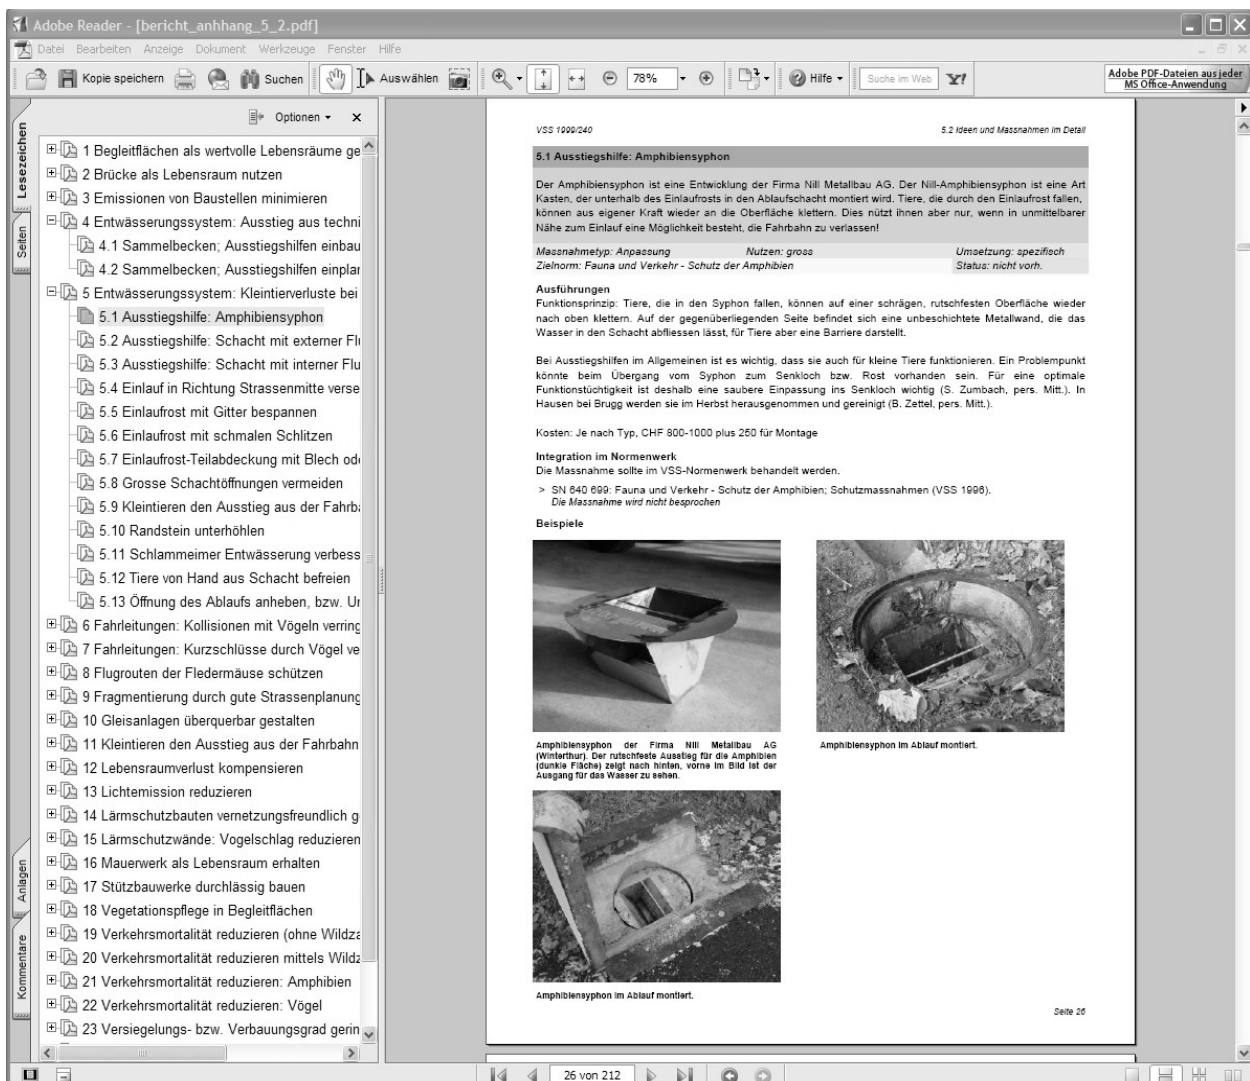 Adobe Reader - [bericht_anhhang_5_2.pdf]
Datei Bearbeiten Anzeige Dokument Werkzeuge Fenster Hilfe
Kopie speichern Suchen Auswählen 78% Hilfe Suche im Web Y! Adobe PDF-Dateien aus jeder
MS Office-Anwendung
Lesezeichen
Seiten
Anlagen
Kommentare
Optionen
1 Begleitflächen als wertvolle Lebensräume ge
2 Brücke als Lebensraum nutzen
3 Emissionen von Baustellen minimieren
4 Entwässerungssystem: Ausstieg aus techni
4.1 Sammelbecken; Ausstiegshilfen einbau
4.2 Sammelbecken; Ausstiegshilfen einplar
5 Entwässerungssystem: Kleintierverluste bei
5.1 Ausstiegshilfe: Amphibiensyphon
5.2 Ausstiegshilfe: Schacht mit externer Flu
5.3 Ausstiegshilfe: Schacht mit interner Flu
5.4 Einlauf in Richtung Strassenmitte verse
5.5 Einlaufrost mit Gitter bespannen
5.6 Einlaufrost mit schmalen Schlitzen
5.7 Einlaufrost-Teilabdeckung mit Blech ode
5.8 Grosse Schachtöffnungen vermeiden
5.9 Kleintieren den Ausstieg aus der Fahrba
5.10 Randstein unterhöhlen
5.11 Schlammeimer Entwässerung verbess
5.12 Tiere von Hand aus Schacht befreien
5.13 Öffnung des Ablaufs anheben, bzw. Ur
6 Fahrleitungen: Kollisionen mit Vögeln verring
7 Fahrleitungen: Kurzschlüsse durch Vögel ve
8 Flugrouten der Fledermäuse schützen
9 Fragmentierung durch gute Strassenplanung
10 Gleisanlagen überquerbar gestalten
11 Kleintieren den Ausstieg aus der Fahrbahn
12 Lebensraumverlust kompensieren
13 Lichtemission reduzieren
14 Lärmschutzbauten vernetzungsfreundlich g
15 Lärmschutzwände: Vogelschlag reduzieren
16 Mauerwerk als Lebensraum erhalten
17 Stützbauwerke durchlässig bauen
18 Vegetationspflege in Begleitflächen
19 Verkehrsmortalität reduzieren (ohne Wildza
20 Verkehrsmortalität reduzieren mittels Wildz
21 Verkehrsmortalität reduzieren: Amphibien
22 Verkehrsmortalität reduzieren: Vögel
23 Versiegelungs- bzw. Verbauungsgrad gerin
VSS 1999/240 5.2 Ideen und Massnahmen im Detail
5.1 Ausstiegshilfe: Amphibiensyphon
Der Amphibiensyphon ist eine Entwicklung der Firma Nill Metallbau AG. Der Nill-Amphibiensyphon ist eine Art
Kasten, der unterhalb des Einlaufrosts in den Ablaufschacht montiert wird. Tiere, die durch den Einlaufrost fallen,
können aus eigener Kraft wieder an die Oberfläche klettern. Dies nützt ihnen aber nur, wenn in unmittelbarer
Nähe zum Einlauf eine Möglichkeit besteht, die Fahrbahn zu verlassen!
Massnahmetyp: Anpassung Nutzen: gross Umsetzung: spezifisch
Zielnorm: Fauna und Verkehr - Schutz der Amphibien Status: nicht vorh.
Ausführungen
Funktionsprinzip: Tiere, die in den Syphon fallen, können auf einer schrägen, rutschfesten Oberfläche wieder
nach oben klettern. Auf der gegenüberliegenden Seite befindet sich eine unbeschichtete Metallwand, die das
Wasser in den Schacht abfliessen lässt, für Tiere aber eine Barriere darstellt.
Bei Ausstiegshilfen im Allgemeinen ist es wichtig, dass sie auch für kleine Tiere funktionieren. Ein Problempunkt
könnte beim Übergang vom Syphon zum Senkloch bzw. Rost vorhanden sein. Für eine optimale
Funktionstüchtigkeit ist deshalb eine saubere Einpassung ins Senkloch wichtig (S. Zumbach, pers. Mitt.). In
Hausen bei Brugg werden sie im Herbst herausgenommen und gereinigt (B. Zettel, pers. Mitt.).
Kosten: Je nach Typ, CHF 800-1000 plus 250 für Montage
Integration im Normenwerk
Die Massnahme sollte im VSS-Normenwerk behandelt werden.
> SN 640 699: Fauna und Verkehr - Schutz der Amphibien; Schutzmassnahmen (VSS 1996).
Die Massnahme wird nicht besprochen
Beispiele
Amphibiensyphon der Firma Nill Metallbau AG
(Winterthur). Der rutschfeste Ausstieg für die Amphibien
(dunkle Fläche) zeigt nach hinten, vorne im Bild ist der
Ausgang für das Wasser zu sehen.
Amphibiensyphon im Ablauf montiert.
Amphibiensyphon im Ablauf montiert.
Seite 26
26 von 212